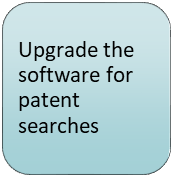 Upgrade the
software for
patent
searches